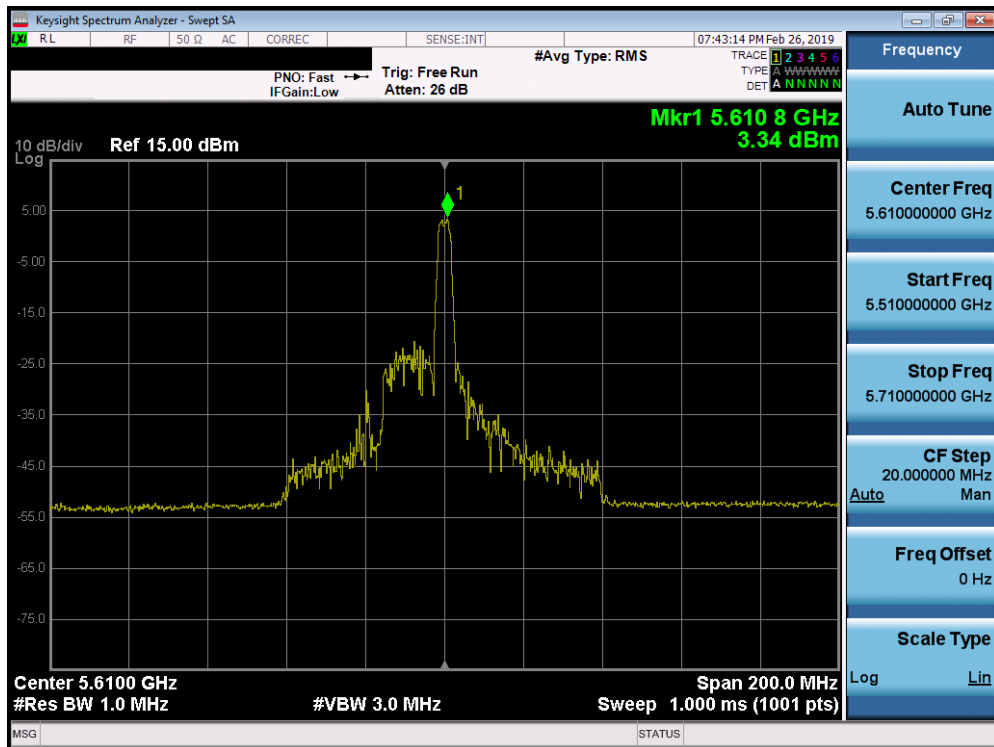 Keysight Spectrum Analyzer - Swept SA
LXI RL RF 50 Ω AC CORREC SENSE:INT 07:43:14 PM Feb 26, 2019
PNO: Fast
IFGain:Low
Trig: Free Run
Atten: 26 dB
#Avg Type: RMS
TRACE 1 2 3 4 5 6
TYPE A WWWWWW
DET A N N N N N
Mkr1 5.610 8 GHz
3.34 dBm
10 dB/div Ref 15.00 dBm
Log
1
5.00
-5.00
-15.0
-25.0
-35.0
-45.0
-55.0
-65.0
-75.0
Center 5.6100 GHz Span 200.0 MHz
#Res BW 1.0 MHz #VBW 3.0 MHz Sweep 1.000 ms (1001 pts)
MSG STATUS
Frequency
Auto Tune
Center Freq
5.610000000 GHz
Start Freq
5.510000000 GHz
Stop Freq
5.710000000 GHz
CF Step
20.000000 MHz
Auto Man
Freq Offset
0 Hz
Scale Type
Log Lin